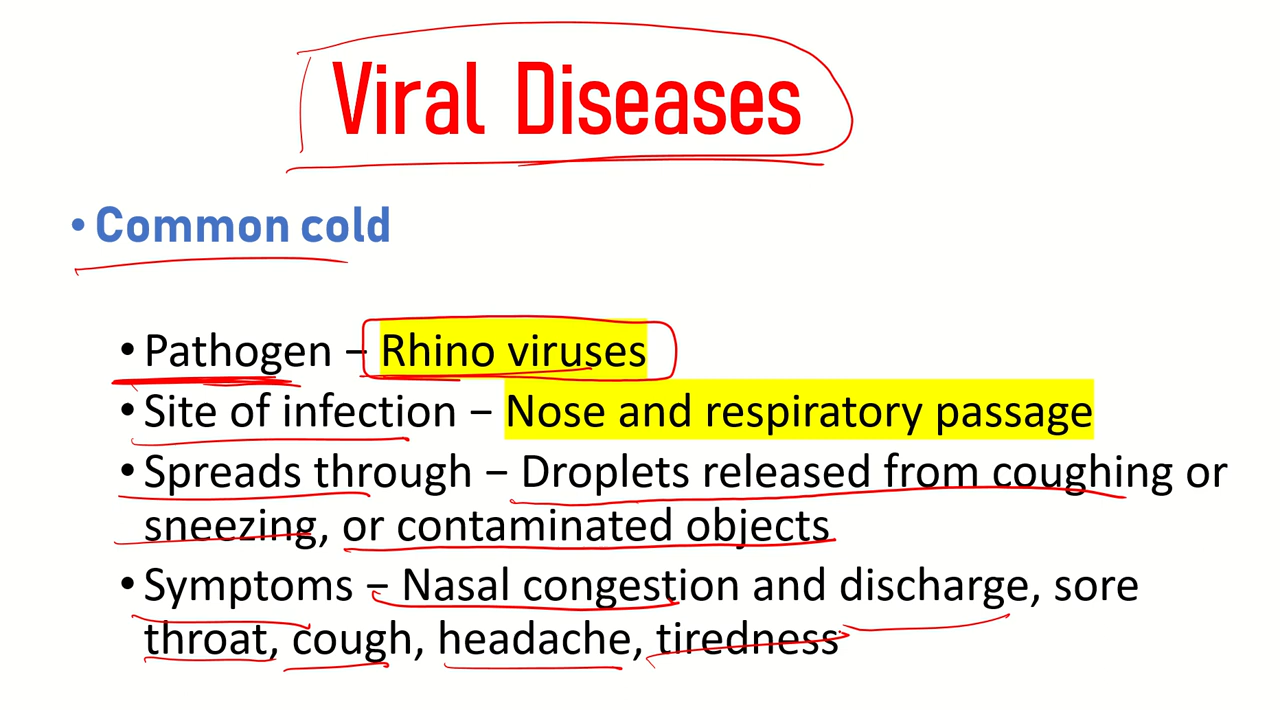 Viral Diseases
• Common cold
• Pathogen – Rhino viruses
• Site of infection – Nose and respiratory passage
• Spreads through – Droplets released from coughing or
sneezing, or contaminated objects
• Symptoms – Nasal congestion and discharge, sore
throat, cough, headache, tiredness